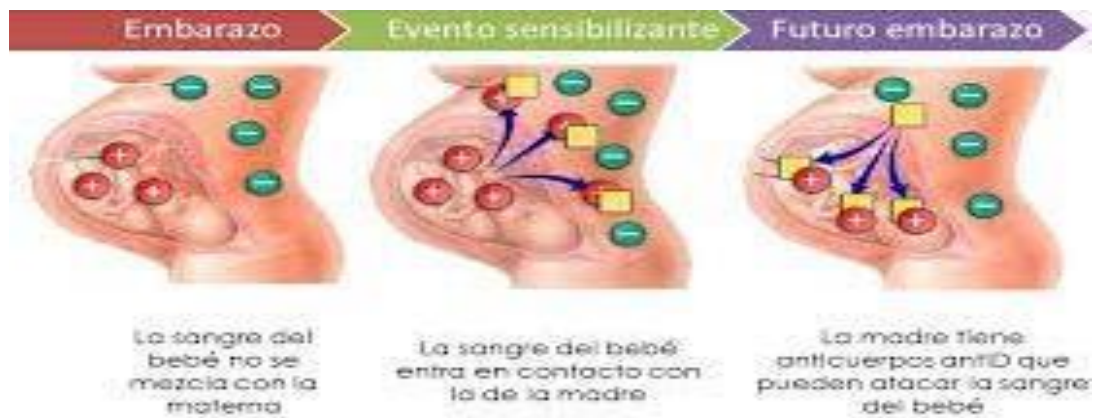 Embarazo
Evento sensibilizante
Futuro embarazo
La sangre del
bebé no se
mezcla con la
materna
La sangre del bebé
entra en contacto con
la de la madre
La madre tiene
anticuerpos antiD que
pueden atacar la sangre
del bebé